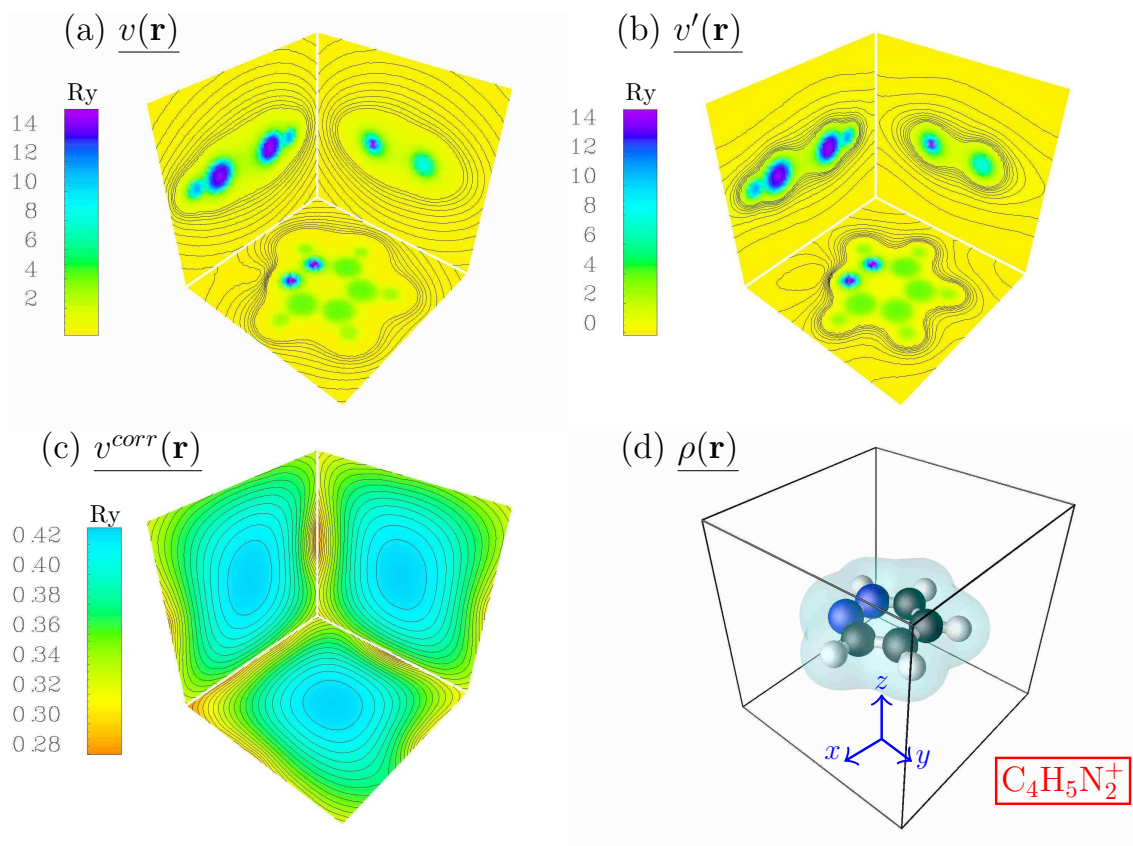 (a) v(r)
Ry
14
12
10
8
6
4
2
(b) v′(r)
Ry
14
12
10
8
6
4
2
0
(c) v^corr(r)
Ry
0.42
0.40
0.38
0.36
0.34
0.32
0.30
0.28
(d) ρ(r)
z
x
y
C₄H₅N₂⁺